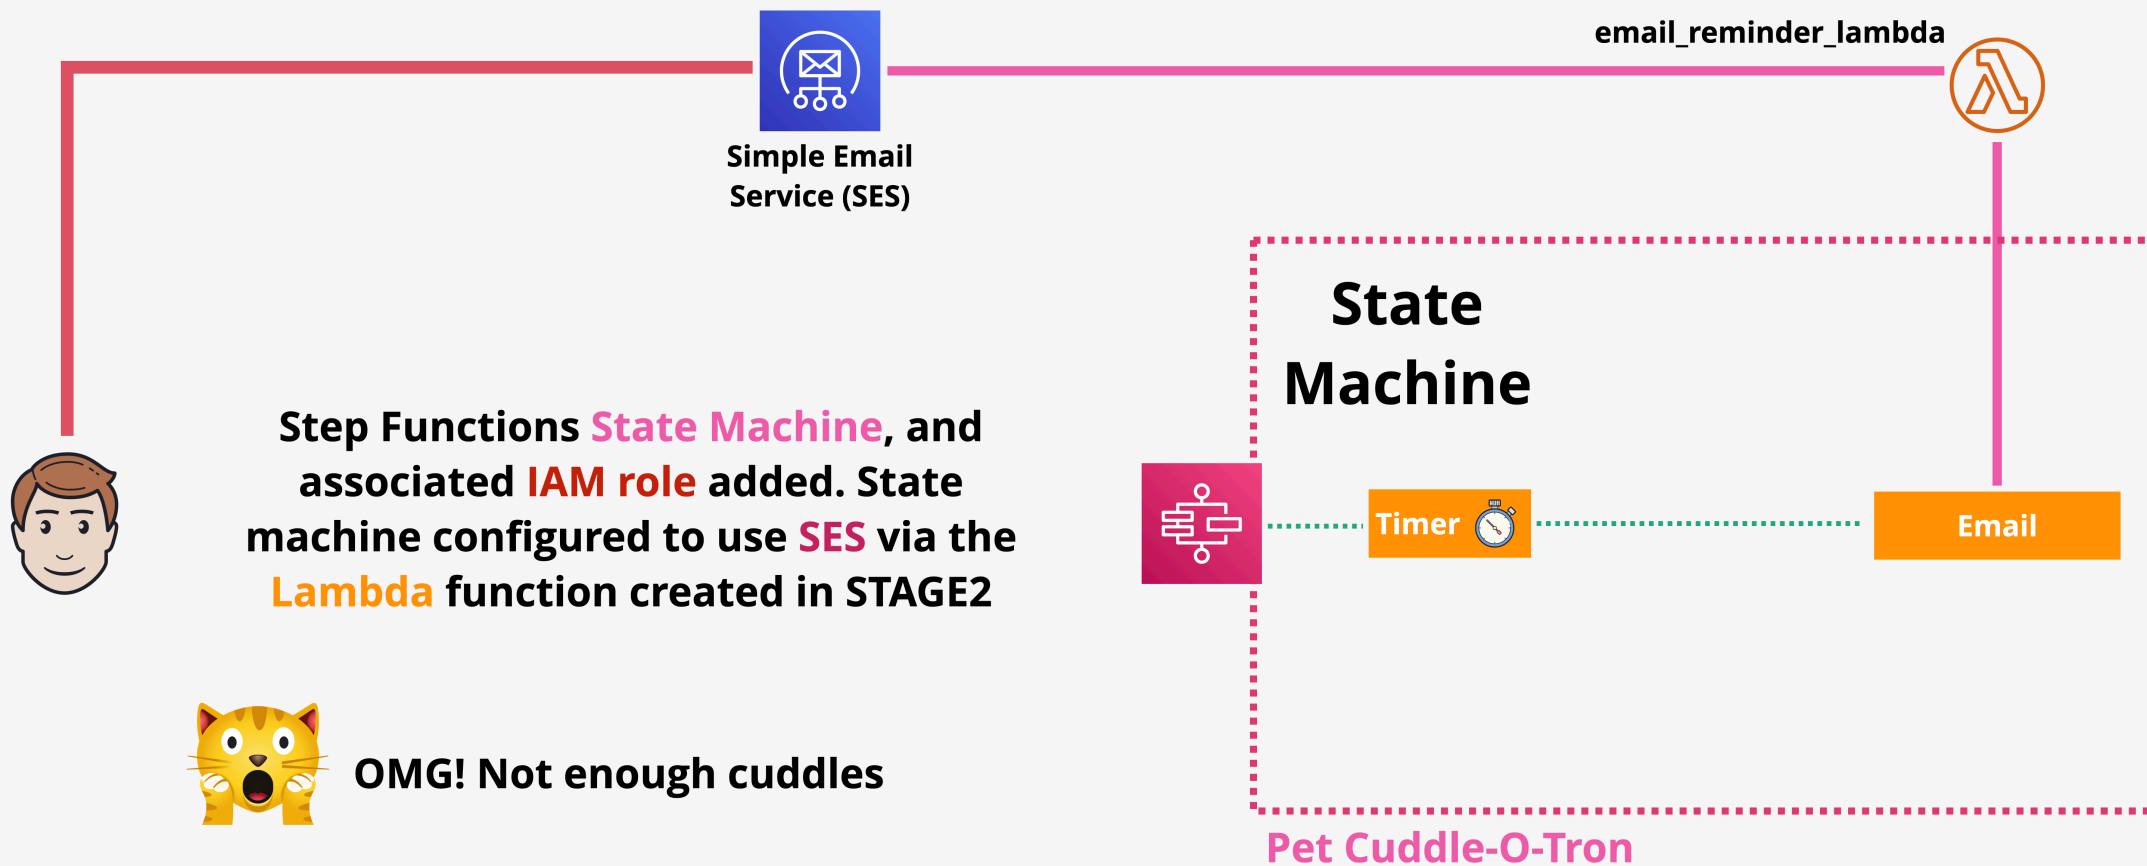 email_reminder_lambda
Simple Email
Service (SES)
State
Machine
Step Functions State Machine, and
associated IAM role added. State
machine configured to use SES via the
Lambda function created in STAGE2
Timer
Email
OMG! Not enough cuddles
Pet Cuddle-O-Tron